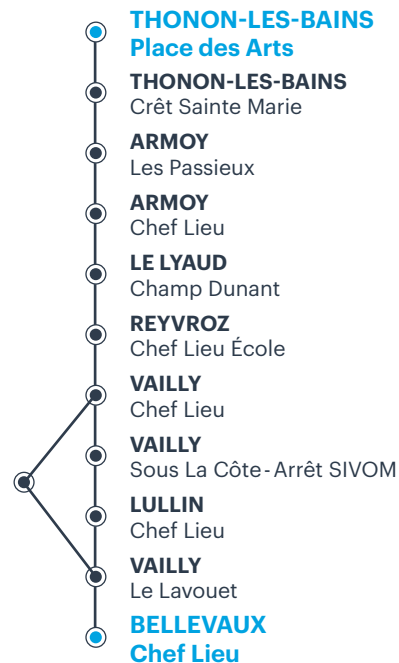 THONON-LES-BAINS
Place des Arts
THONON-LES-BAINS
Crêt Sainte Marie
ARMOY
Les Passieux
ARMOY
Chef Lieu
LE LYAUD
Champ Dunant
REYVROZ
Chef Lieu École
VAILLY
Chef Lieu
VAILLY
Sous La Côte - Arrêt SIVOM
LULLIN
Chef Lieu
VAILLY
Le Lavouet
BELLEVAUX
Chef Lieu